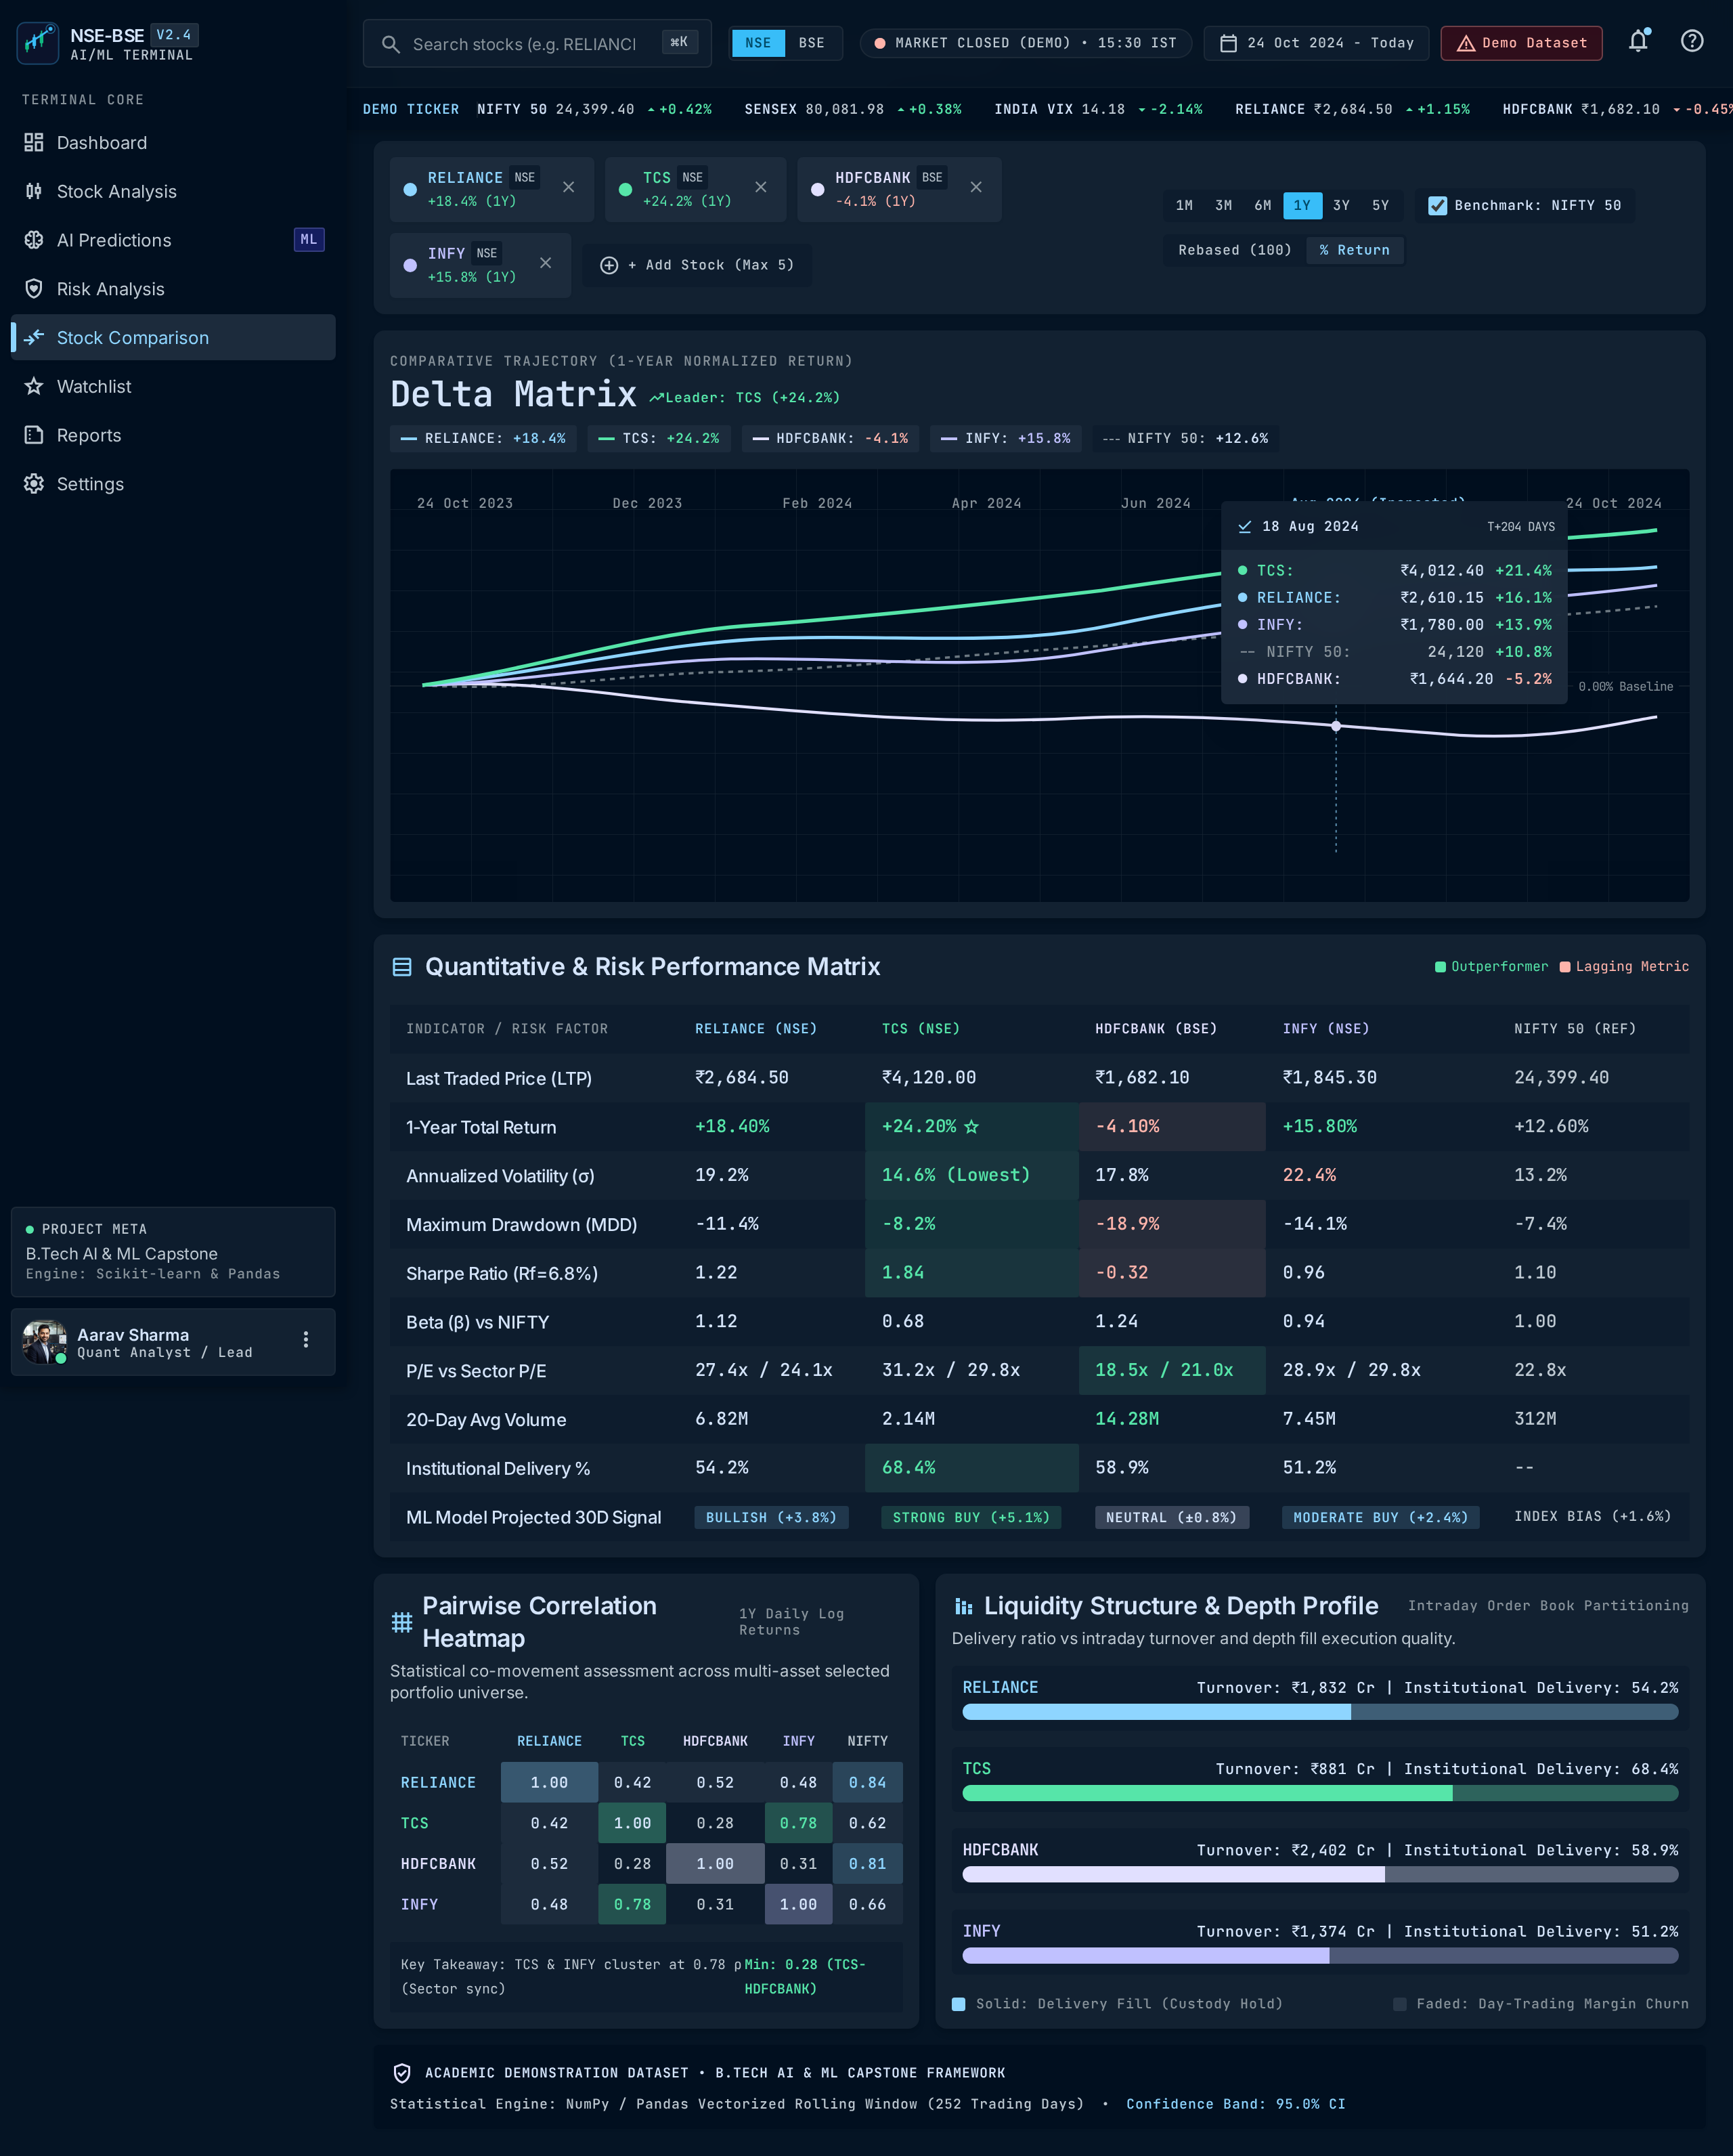 NSE-BSE V2.4
AI/ML TERMINAL
TERMINAL CORE
Dashboard
Stock Analysis
AI Predictions ML
Risk Analysis
Stock Comparison
Watchlist
Reports
Settings
PROJECT META
B.Tech AI & ML Capstone
Engine: Scikit-learn & Pandas
Aarav Sharma
Quant Analyst / Lead
Search stocks (e.g. RELIANC ⌘K NSE BSE MARKET CLOSED (DEMO) • 15:30 IST 24 Oct 2024 - Today Demo Dataset
DEMO TICKER NIFTY 50 24,399.40 +0.42% SENSEX 80,081.98 +0.38% INDIA VIX 14.18 -2.14% RELIANCE ₹2,684.50 +1.15% HDFCBANK ₹1,682.10 -0.45%
RELIANCE NSE
+18.4% (1Y)
TCS NSE
+24.2% (1Y)
HDFCBANK BSE
-4.1% (1Y)
INFY NSE
+15.8% (1Y)
+ Add Stock (Max 5)
1M 3M 6M 1Y 3Y 5Y Benchmark: NIFTY 50
Rebased (100) % Return
COMPARATIVE TRAJECTORY (1-YEAR NORMALIZED RETURN)
Delta Matrix Leader: TCS (+24.2%)
RELIANCE: +18.4% TCS: +24.2% HDFCBANK: -4.1% INFY: +15.8% --- NIFTY 50: +12.6%
24 Oct 2023 Dec 2023 Feb 2024 Apr 2024 Jun 2024 Aug 2024 (Inspected) 24 Oct 2024
18 Aug 2024 T+204 DAYS
TCS: ₹4,012.40 +21.4%
RELIANCE: ₹2,610.15 +16.1%
INFY: ₹1,780.00 +13.9%
-- NIFTY 50: 24,120 +10.8%
HDFCBANK: ₹1,644.20 -5.2%
0.00% Baseline
Quantitative & Risk Performance Matrix Outperformer Lagging Metric
INDICATOR / RISK FACTOR RELIANCE (NSE) TCS (NSE) HDFCBANK (BSE) INFY (NSE) NIFTY 50 (REF)
Last Traded Price (LTP) ₹2,684.50 ₹4,120.00 ₹1,682.10 ₹1,845.30 24,399.40
1-Year Total Return +18.40% +24.20% -4.10% +15.80% +12.60%
Annualized Volatility (σ) 19.2% 14.6% (Lowest) 17.8% 22.4% 13.2%
Maximum Drawdown (MDD) -11.4% -8.2% -18.9% -14.1% -7.4%
Sharpe Ratio (Rf=6.8%) 1.22 1.84 -0.32 0.96 1.10
Beta (β) vs NIFTY 1.12 0.68 1.24 0.94 1.00
P/E vs Sector P/E 27.4x / 24.1x 31.2x / 29.8x 18.5x / 21.0x 28.9x / 29.8x 22.8x
20-Day Avg Volume 6.82M 2.14M 14.28M 7.45M 312M
Institutional Delivery % 54.2% 68.4% 58.9% 51.2% --
ML Model Projected 30D Signal BULLISH (+3.8%) STRONG BUY (+5.1%) NEUTRAL (±0.8%) MODERATE BUY (+2.4%) INDEX BIAS (+1.6%)
Pairwise Correlation
Heatmap
1Y Daily Log
Returns
Statistical co-movement assessment across multi-asset selected
portfolio universe.
TICKER RELIANCE TCS HDFCBANK INFY NIFTY
RELIANCE 1.00 0.42 0.52 0.48 0.84
TCS 0.42 1.00 0.28 0.78 0.62
HDFCBANK 0.52 0.28 1.00 0.31 0.81
INFY 0.48 0.78 0.31 1.00 0.66
Key Takeaway: TCS & INFY cluster at 0.78 ρ
(Sector sync)
Min: 0.28 (TCS-
HDFCBANK)
Liquidity Structure & Depth Profile Intraday Order Book Partitioning
Delivery ratio vs intraday turnover and depth fill execution quality.
RELIANCE Turnover: ₹1,832 Cr | Institutional Delivery: 54.2%
TCS Turnover: ₹881 Cr | Institutional Delivery: 68.4%
HDFCBANK Turnover: ₹2,402 Cr | Institutional Delivery: 58.9%
INFY Turnover: ₹1,374 Cr | Institutional Delivery: 51.2%
Solid: Delivery Fill (Custody Hold) Faded: Day-Trading Margin Churn
ACADEMIC DEMONSTRATION DATASET • B.TECH AI & ML CAPSTONE FRAMEWORK
Statistical Engine: NumPy / Pandas Vectorized Rolling Window (252 Trading Days) • Confidence Band: 95.0% CI